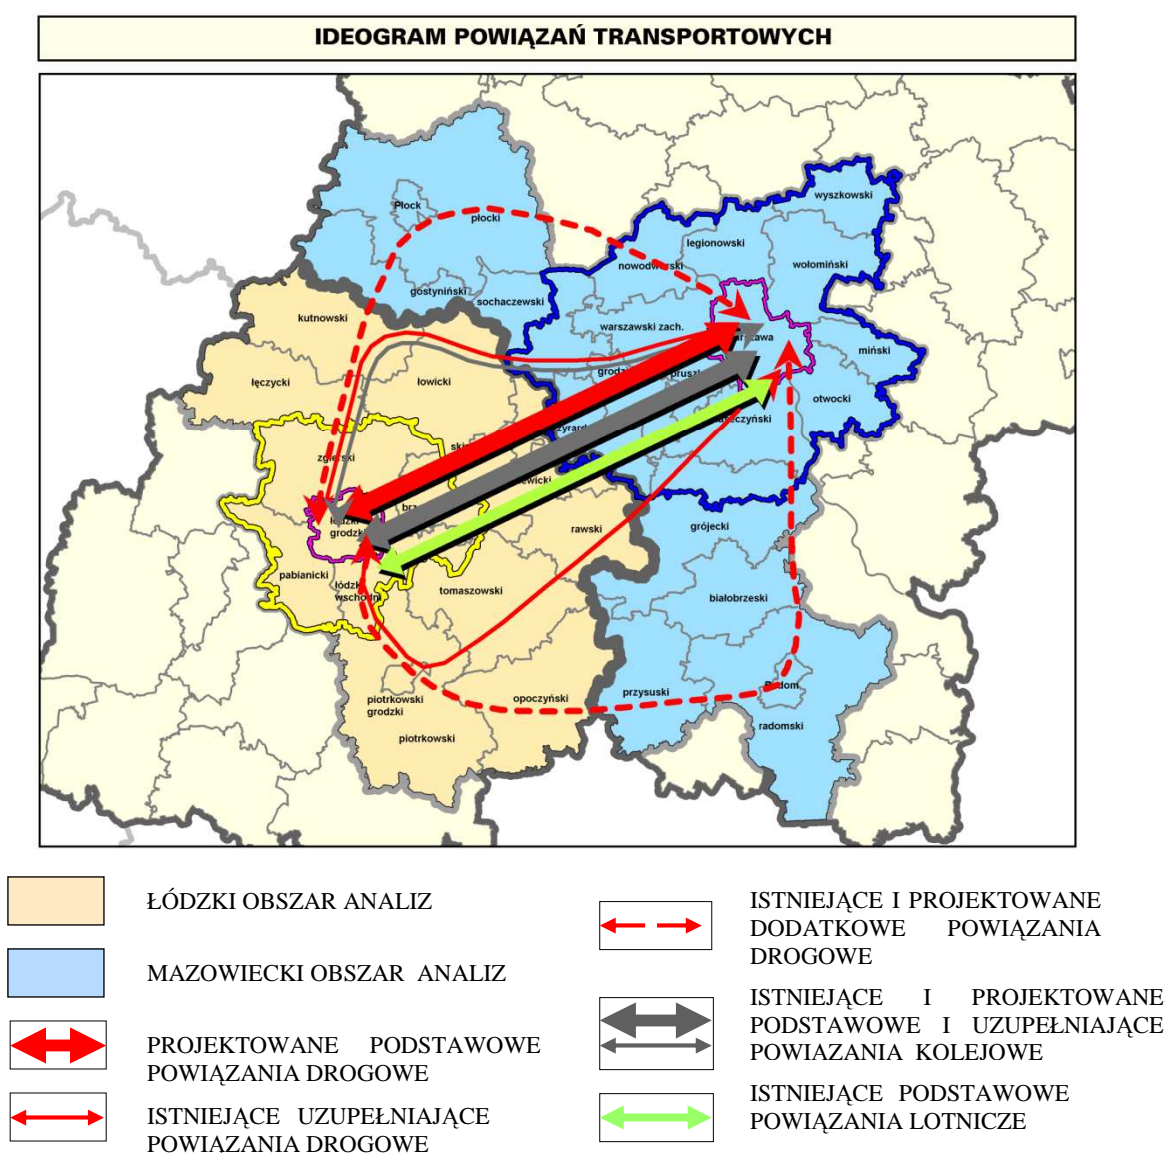 IDEOGRAM POWIĄZAŃ TRANSPORTOWYCH
wyszkowski
Płock
płocki
legionowski
nowodworski
wołomiński
gostyniński
sochaczewski
kutnowski
warszawski zach.
miński
łęczycki
łowicki
otwocki
zgierski
rawski
grójecki
łódzki
grodzki
pabianicki
łódzki
wschodni
tomaszowski
białobrzeski
piotrkowski
grodzki
opoczyński
przysuski
Radom
radomski
piotrkowski
ŁÓDZKI OBSZAR ANALIZ
MAZOWIECKI OBSZAR ANALIZ
PROJEKTOWANE PODSTAWOWE
POWIĄZANIA DROGOWE
ISTNIEJĄCE UZUPEŁNIAJĄCE
POWIĄZANIA DROGOWE
ISTNIEJĄCE I PROJEKTOWANE
DODATKOWE POWIĄZANIA
DROGOWE
ISTNIEJĄCE I PROJEKTOWANE
PODSTAWOWE I UZUPEŁNIAJĄCE
POWIAZANIA KOLEJOWE
ISTNIEJĄCE PODSTAWOWE
POWIĄZANIA LOTNICZE